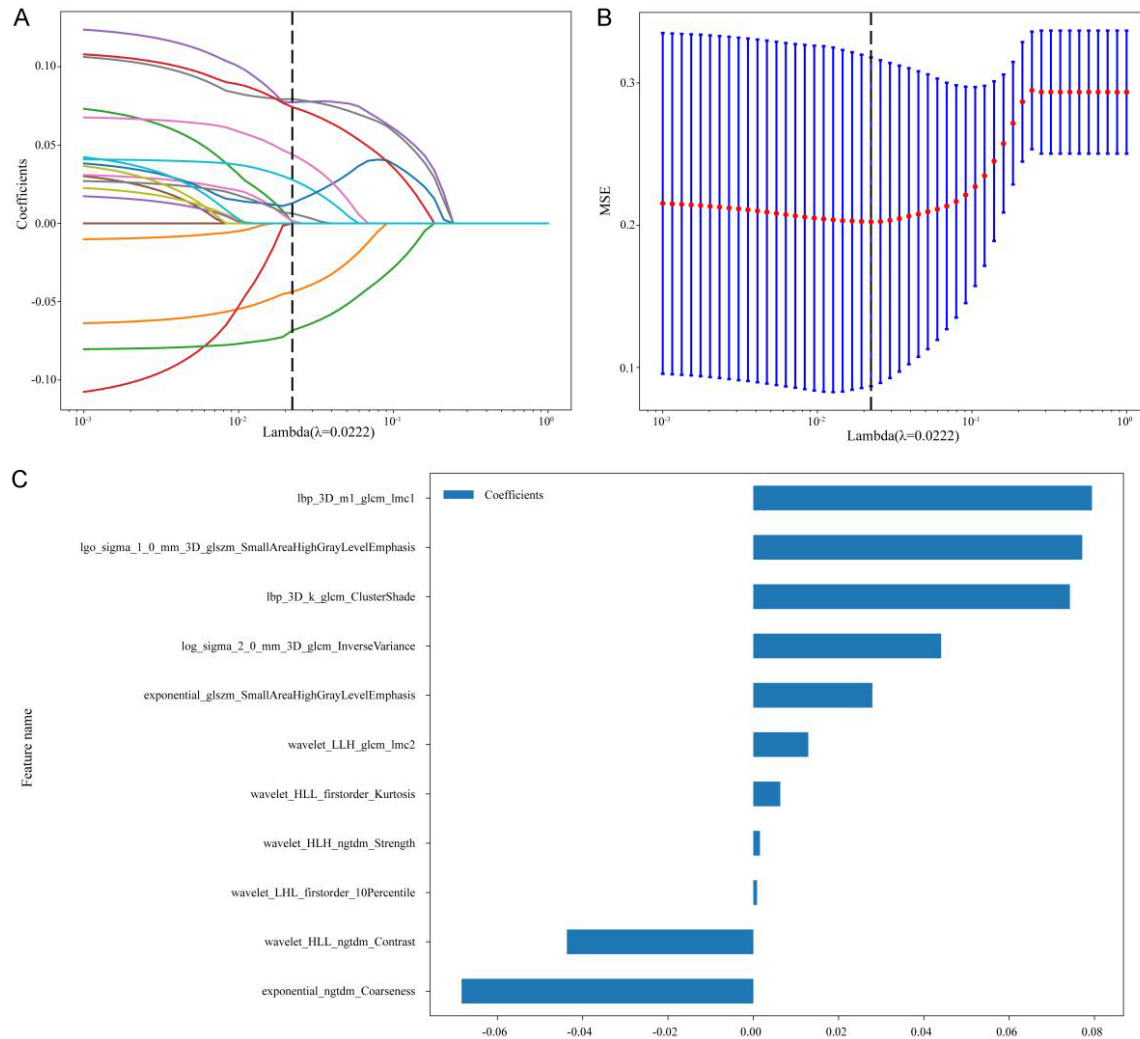 A
Coefficients
0.10
0.05
0.00
-0.05
-0.10
10⁻³
10⁻²
10⁻¹
10⁰
Lambda(λ=0.0222)
B
MSE
0.3
0.2
0.1
10⁻³
10⁻²
10⁻¹
10⁰
Lambda(λ=0.0222)
C
Feature name
Coefficients
lbp_3D_m1_glcm_lmc1
lgo_sigma_1_0_mm_3D_glszm_SmallAreaHighGrayLevelEmphasis
lbp_3D_k_glcm_ClusterShade
log_sigma_2_0_mm_3D_glcm_InverseVariance
exponential_glszm_SmallAreaHighGrayLevelEmphasis
wavelet_LLH_glcm_lmc2
wavelet_HLL_firstorder_Kurtosis
wavelet_HLH_ngtdm_Strength
wavelet_LHL_firstorder_10Percentile
wavelet_HLL_ngtdm_Contrast
exponential_ngtdm_Coarseness
-0.06
-0.04
-0.02
0.00
0.02
0.04
0.06
0.08